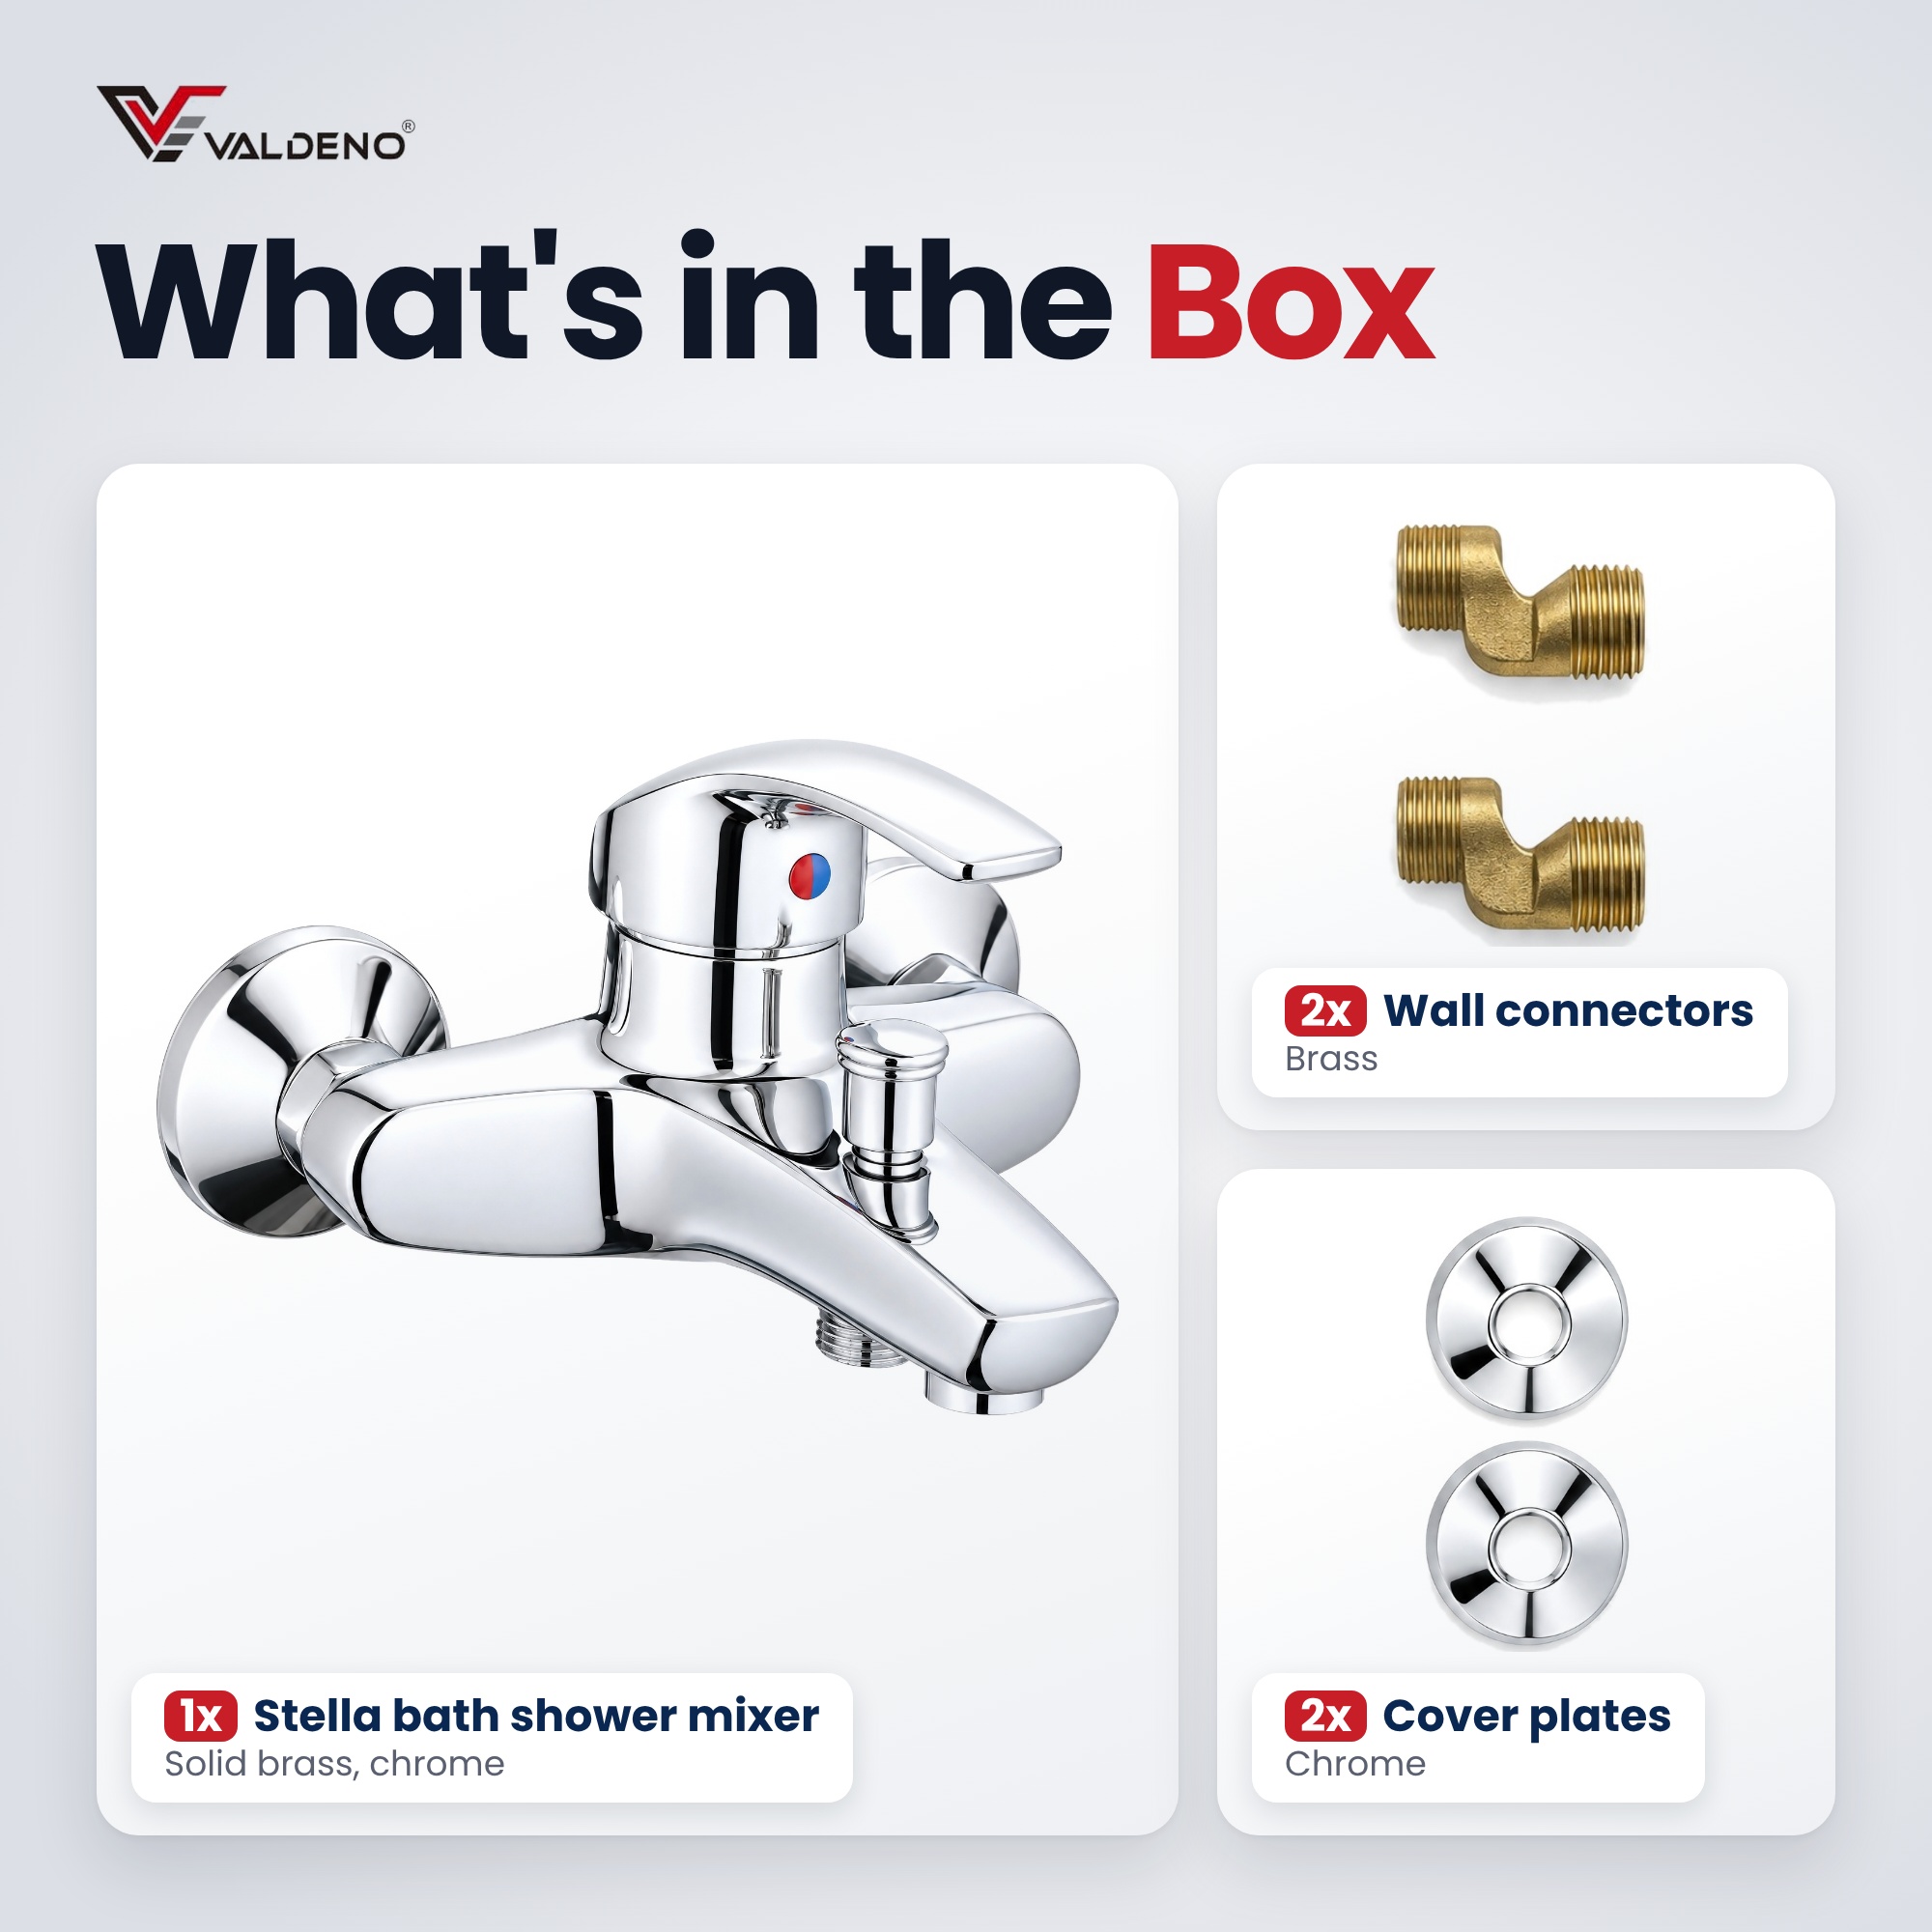 VALDENO®
What's in the Box
2x Wall connectors
Brass
1x Stella bath shower mixer
Solid brass, chrome
2x Cover plates
Chrome